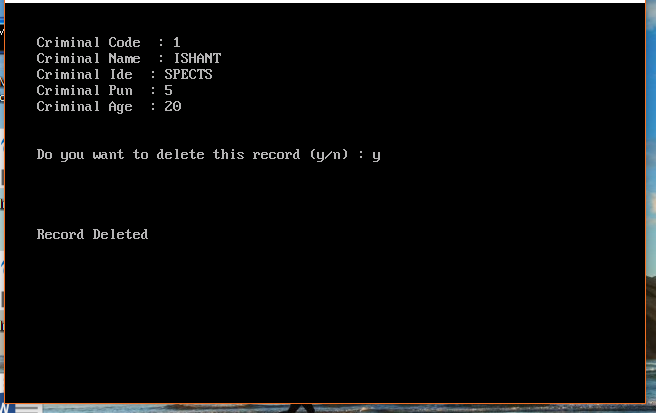 Criminal Code : 1
Criminal Name : ISHANT
Criminal Ide : SPECTS
Criminal Pun : 5
Criminal Age : 20
Do you want to delete this record (y/n) : y
Record Deleted